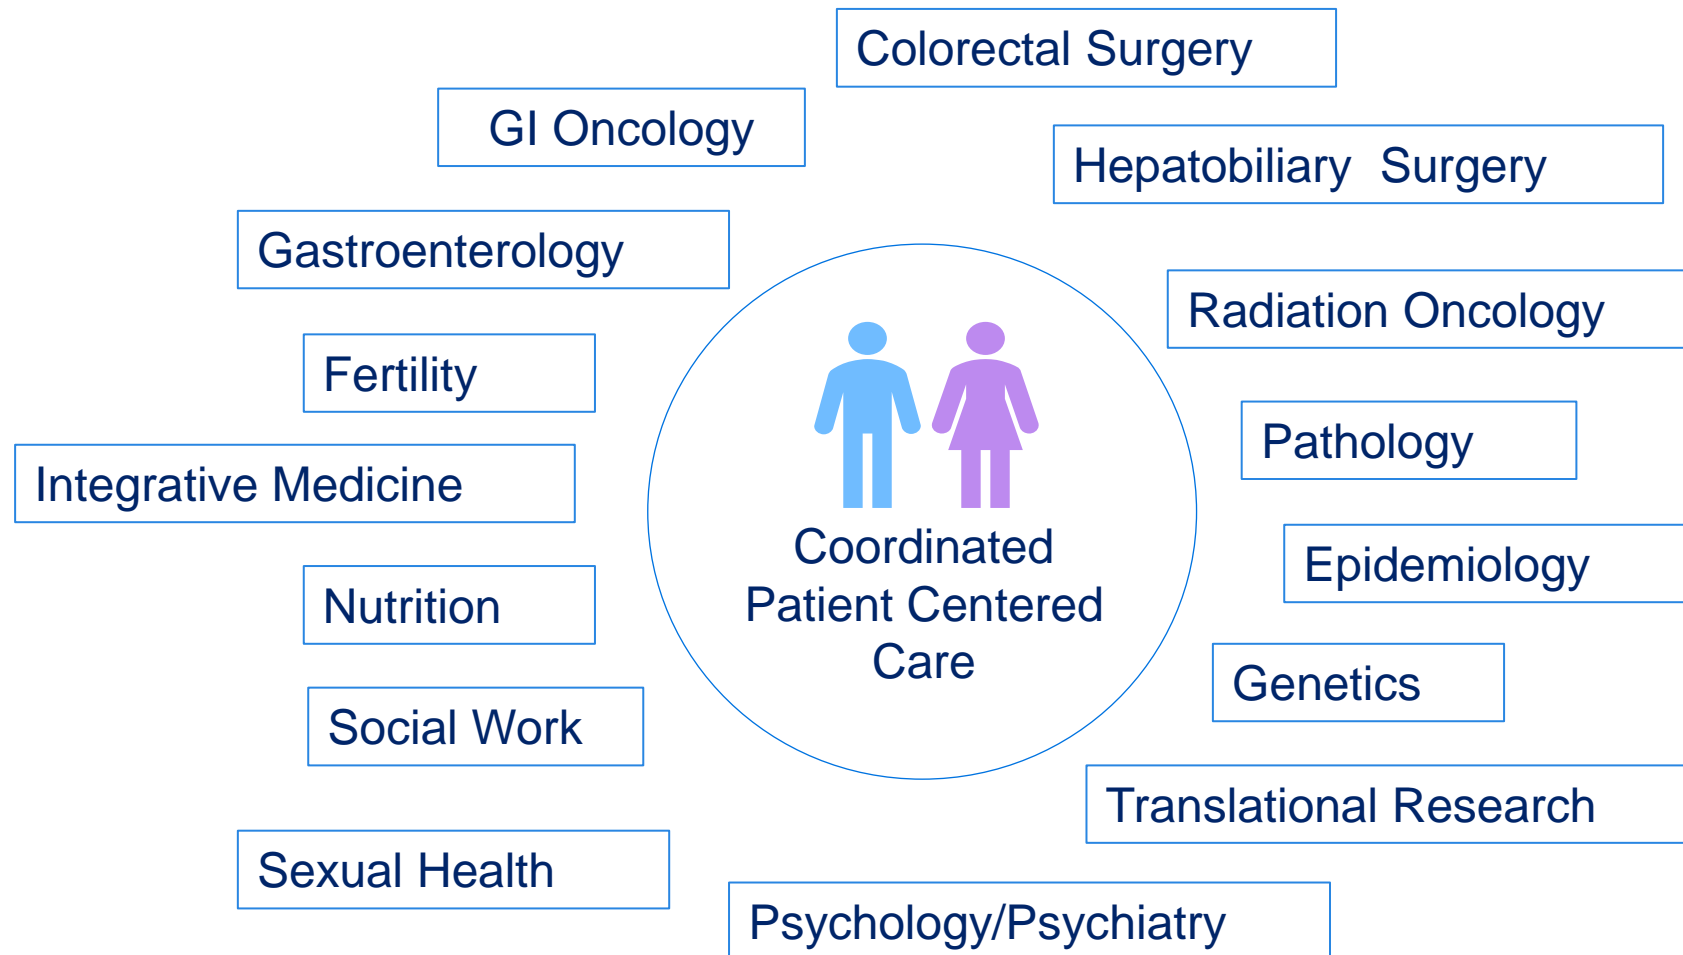 Colorectal Surgery
GI Oncology
Hepatobiliary  Surgery
Gastroenterology
Radiation Oncology
Fertility
Pathology
Integrative Medicine
Coordinated
Patient Centered
Care
Epidemiology
Nutrition
Genetics
Social Work
Translational Research
Sexual Health
Psychology/Psychiatry